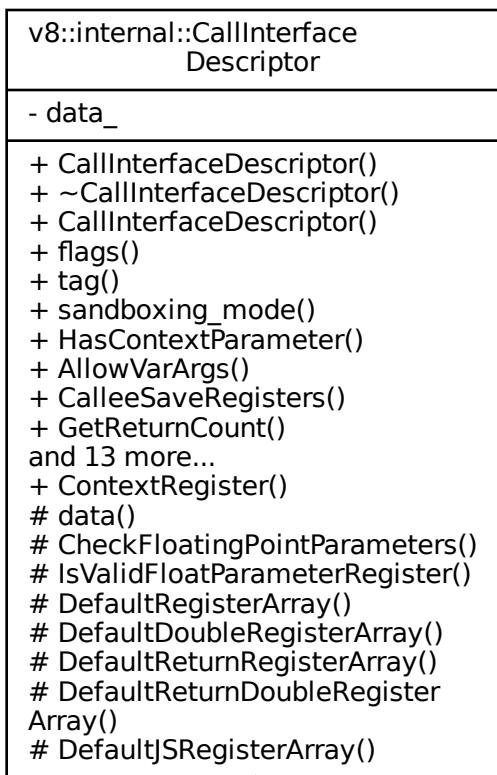 v8::internal::CallInterface
Descriptor
- data_
+ CallInterfaceDescriptor()
+ ~CallInterfaceDescriptor()
+ CallInterfaceDescriptor()
+ flags()
+ tag()
+ sandboxing_mode()
+ HasContextParameter()
+ AllowVarArgs()
+ CalleeSaveRegisters()
+ GetReturnCount()
and 13 more...
+ ContextRegister()
# data()
# CheckFloatingPointParameters()
# IsValidFloatParameterRegister()
# DefaultRegisterArray()
# DefaultDoubleRegisterArray()
# DefaultReturnRegisterArray()
# DefaultReturnDoubleRegister
Array()
# DefaultJSRegisterArray()